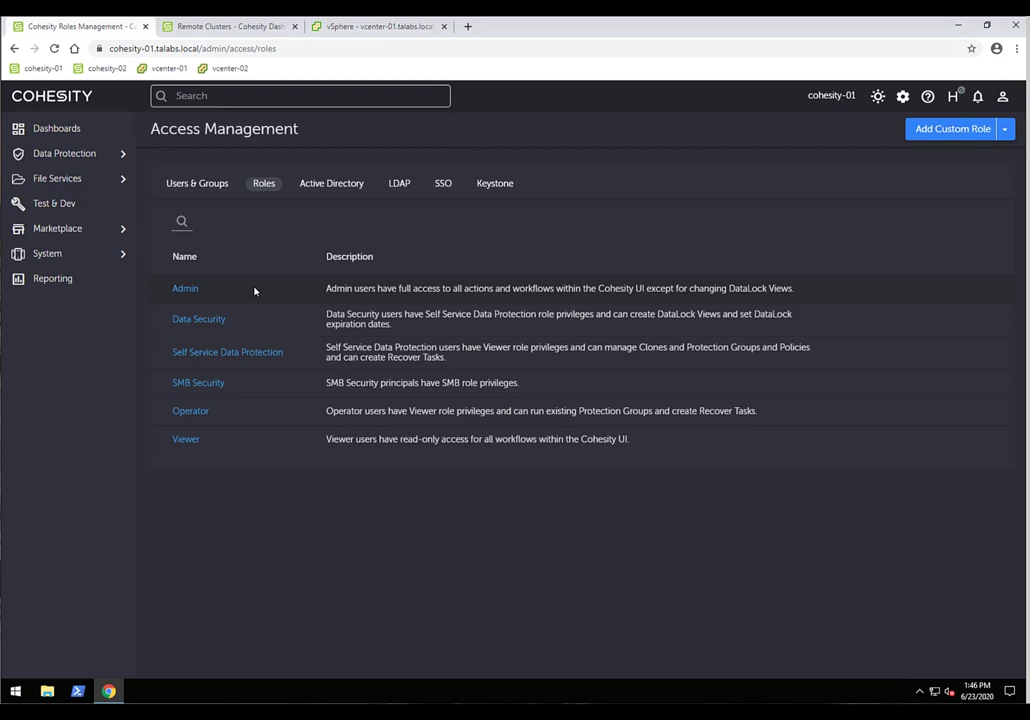 Cohesity Roles Management - Co
Remote Clusters - Cohesity Dash
vSphere - vcenter-01.talabs.local
cohesity-01.talabs.local/admin/access/roles
cohesity-01
cohesity-02
vcenter-01
vcenter-02
COHESITY
Search
cohesity-01
Dashboards
Data Protection
File Services
Test & Dev
Marketplace
System
Reporting
Access Management
Add Custom Role
Users & Groups
Roles
Active Directory
LDAP
SSO
Keystone
Name
Description
Admin
Admin users have full access to all actions and workflows within the Cohesity UI except for changing DataLock Views.
Data Security
Data Security users have Self Service Data Protection role privileges and can create DataLock Views and set DataLock
expiration dates.
Self Service Data Protection
Self Service Data Protection users have Viewer role privileges and can manage Clones and Protection Groups and Policies
and can create Recover Tasks.
SMB Security
SMB Security principals have SMB role privileges.
Operator
Operator users have Viewer role privileges and can run existing Protection Groups and create Recover Tasks.
Viewer
Viewer users have read-only access for all workflows within the Cohesity UI.
1:46 PM
6/23/2020